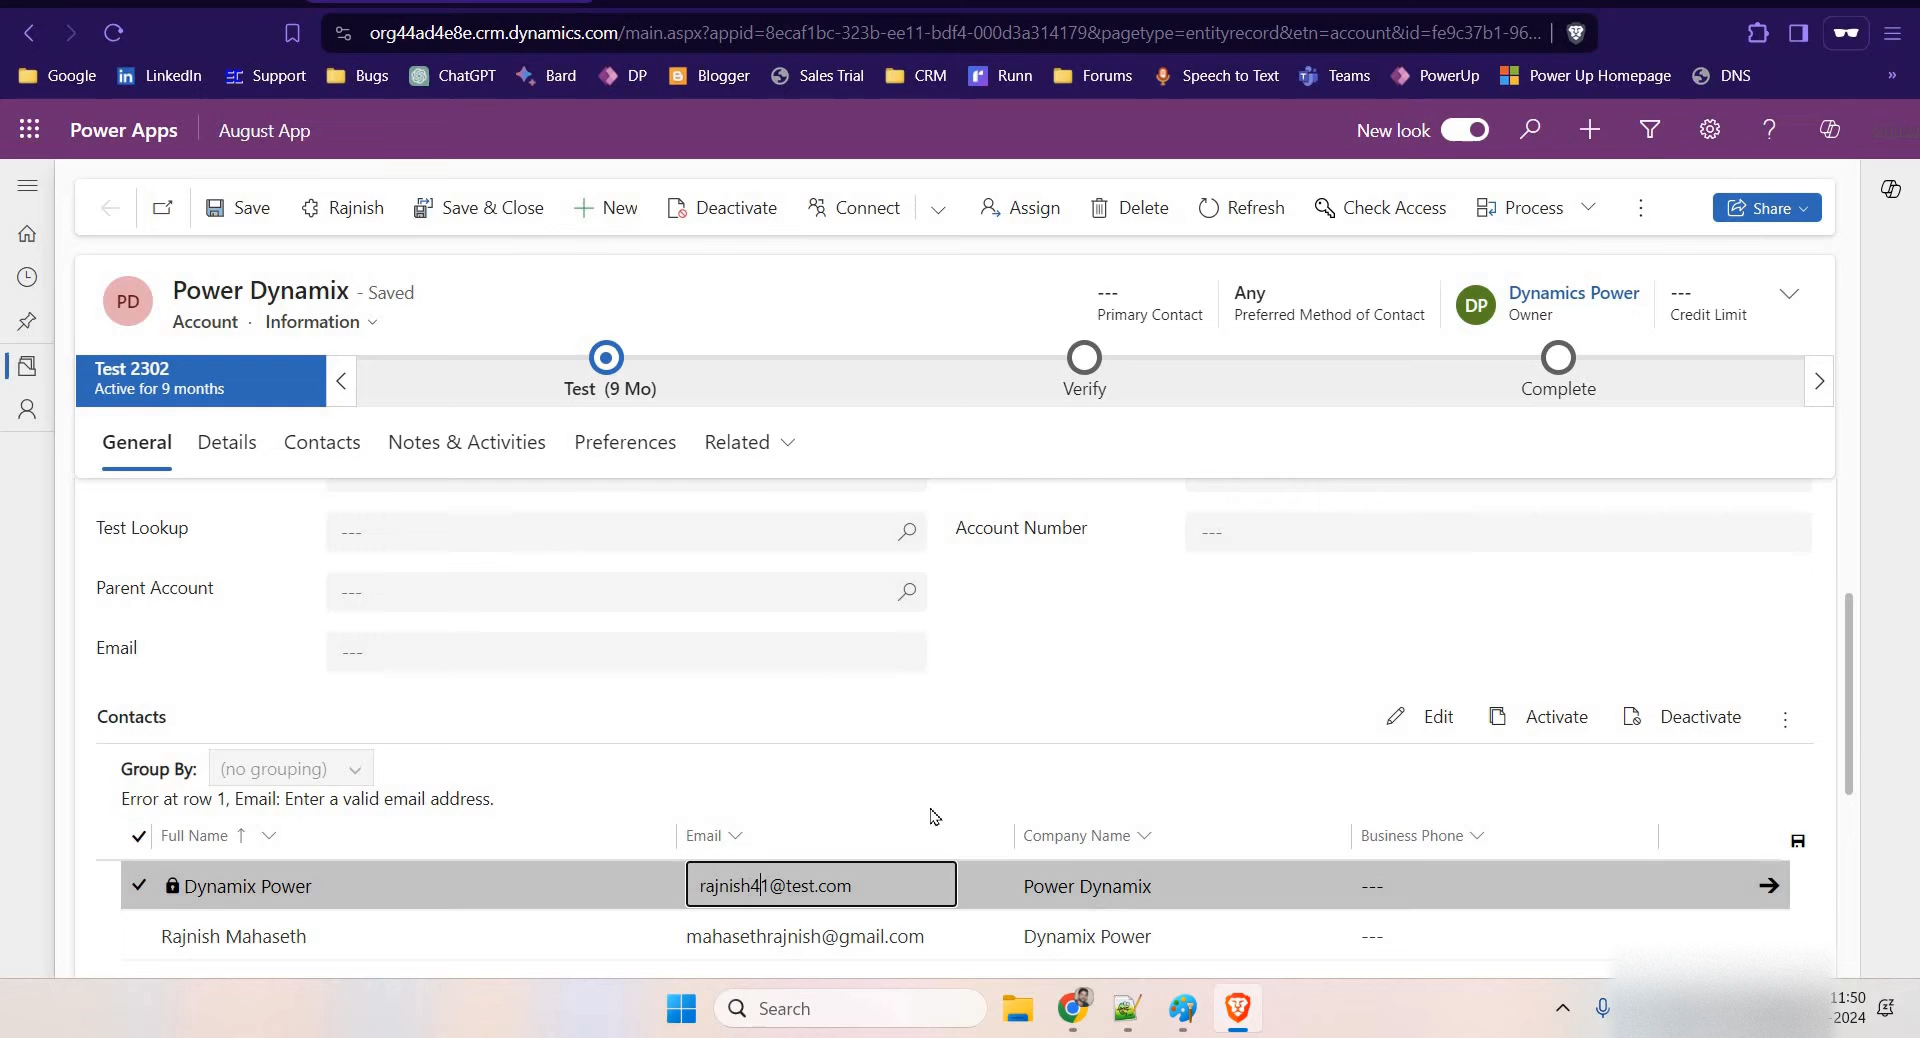 org44ad4e8e.crm.dynamics.com/main.aspx?appid=8ecaf1bc-323b-ee11-bdf4-000d3a314179&pagetype=entityrecord&etn=account&id=fe9c37b1-96...
Google LinkedIn Support Bugs ChatGPT Bard DP Blogger Sales Trial CRM Runn Forums Speech to Text Teams PowerUp Power Up Homepage DNS »
Power Apps August App New look
Save Rajnish Save & Close New Deactivate Connect Assign Delete Refresh Check Access Process Share
PD Power Dynamix - Saved
Account · Information
--- Primary Contact
Any Preferred Method of Contact
DP Dynamics Power Owner
--- Credit Limit
Test 2302
Active for 9 months
Test (9 Mo) Verify Complete
General Details Contacts Notes & Activities Preferences Related
Test Lookup --- Account Number ---
Parent Account ---
Email ---
Contacts Edit Activate Deactivate
Group By: (no grouping)
Error at row 1, Email: Enter a valid email address.
Full Name Email Company Name Business Phone
Dynamix Power rajnish41@test.com Power Dynamix ---
Rajnish Mahaseth mahasethrajnish@gmail.com Dynamix Power ---
Search
11:50
-2024